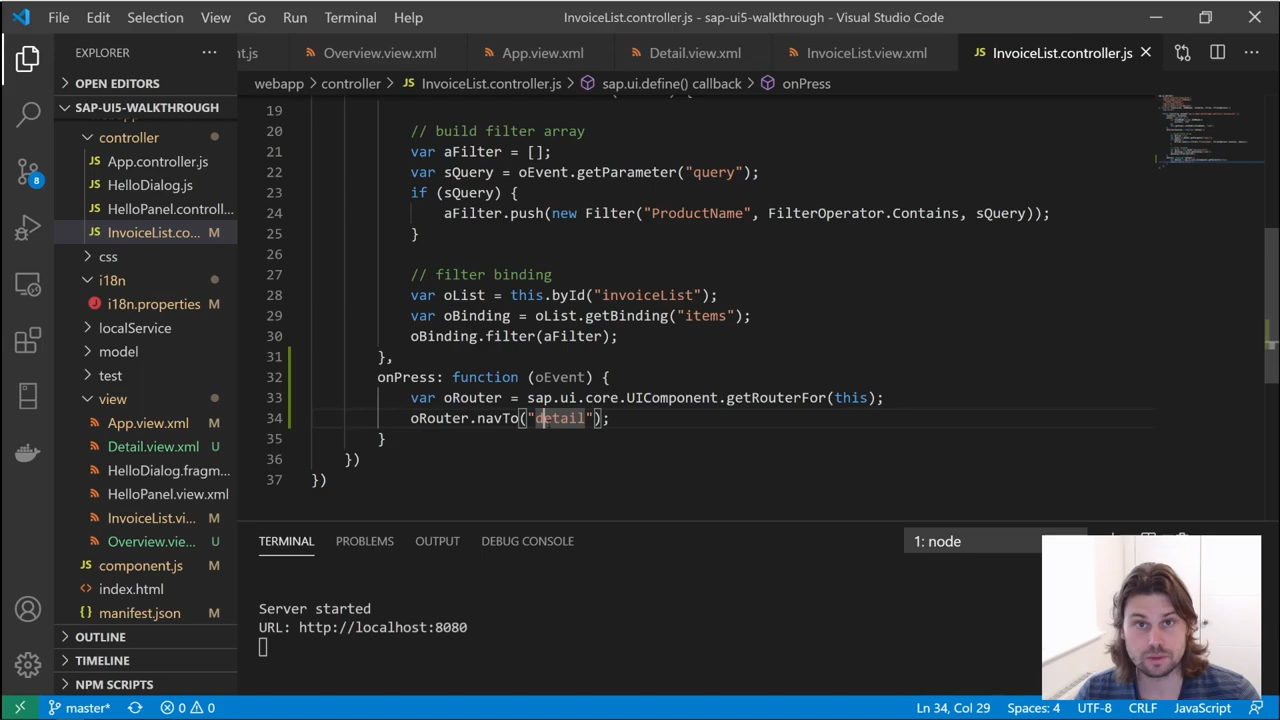 File Edit Selection View Go Run Terminal Help InvoiceList.controller.js - sap-ui5-walkthrough - Visual Studio Code
EXPLORER
nt.js Overview.view.xml App.view.xml Detail.view.xml InvoiceList.view.xml JS InvoiceList.controller.js
OPEN EDITORS
webapp > controller > JS InvoiceList.controller.js > sap.ui.define() callback > onPress
SAP-UI5-WALKTHROUGH
controller
JS App.controller.js
JS HelloDialog.js
JS HelloPanel.controll...
JS InvoiceList.co... M
8
css
i18n
i18n.properties M
localService
model
test
view
App.view.xml M
Detail.view.xml U
HelloDialog.fragm...
HelloPanel.view.xml
InvoiceList.vi... M
Overview.vie... U
JS component.js M
<> index.html
{} manifest.json M
OUTLINE
TIMELINE
NPM SCRIPTS
19
20 // build filter array
21 var aFilter = [];
22 var sQuery = oEvent.getParameter("query");
23 if (sQuery) {
24 aFilter.push(new Filter("ProductName", FilterOperator.Contains, sQuery));
25 }
26
27 // filter binding
28 var oList = this.byId("invoiceList");
29 var oBinding = oList.getBinding("items");
30 oBinding.filter(aFilter);
31 },
32 onPress: function (oEvent) {
33 var oRouter = sap.ui.core.UIComponent.getRouterFor(this);
34 oRouter.navTo("detail");
35 }
36 })
37 })
TERMINAL PROBLEMS OUTPUT DEBUG CONSOLE 1: node
Server started
URL: http://localhost:8080
master* 0 0 Ln 34, Col 29 Spaces: 4 UTF-8 CRLF JavaScript